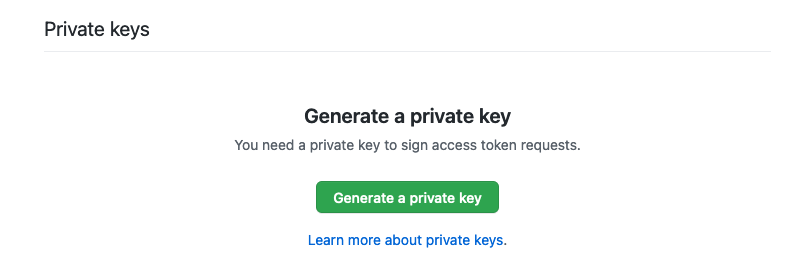 Private keys
Generate a private key
You need a private key to sign access token requests.
Generate a private key
Learn more about private keys.